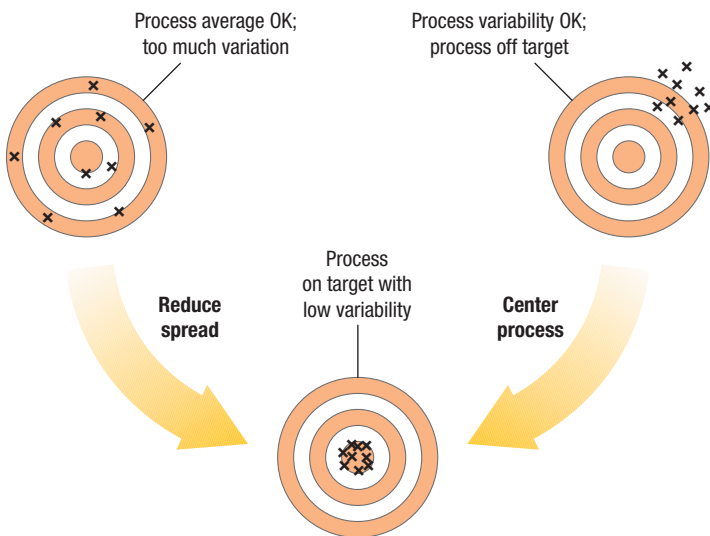 Process average OK;
too much variation
Process variability OK;
process off target
Reduce
spread
Process
on target with
low variability
Center
process